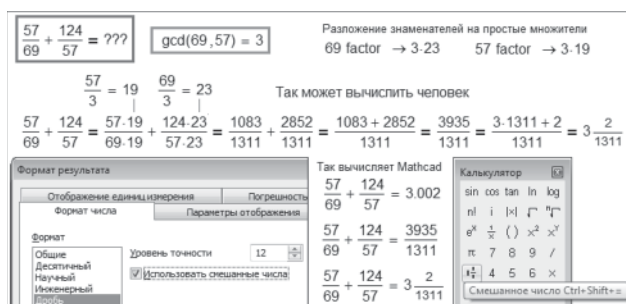 57/69 + 124/57 = ???
gcd(69,57) = 3
Разложение знаменателей на простые множители
69 factor → 3·23 57 factor → 3·19
57/3 = 19 69/3 = 23
Так может вычислить человек
57/69 + 124/57 = 57·19/69·19 + 124·23/57·23 = 1083/1311 + 2852/1311 = 1083 + 2852/1311 = 3935/1311 = 3·1311 + 2/1311 = 3 2/1311
Формат результата
Отображение единиц измерения Погрешность
Формат числа Параметры отображения
Формат
Общие
Десятичный
Научный
Инженерный
Дробь
Уровень точности 12
Использовать смешанные числа
Так вычисляет Mathcad
57/69 + 124/57 = 3.002
57/69 + 124/57 = 3935/1311
57/69 + 124/57 = 3 2/1311
Калькулятор
sin cos tan ln log
n! i |x| √ ⁿ√
eˣ 1/x ( ) x² xʸ
π 7 8 9 /
4 5 6 ×
Смешанное число Ctrl+Shift+=